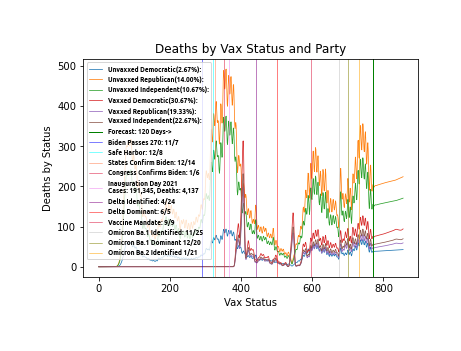 Deaths by Vax Status and Party
Deaths by Status
500
400
300
200
100
0
Unvaxxed Democratic(2.67%):
Unvaxxed Republican(14.00%):
Unvaxxed Independent(10.67%):
Vaxxed Democratic(30.67%):
Vaxxed Republican(19.33%):
Vaxxed Independent(22.67%):
Forecast: 120 Days->
Biden Passes 270: 11/7
Safe Harbor: 12/8
States Confirm Biden: 12/14
Congress Confirms Biden: 1/6
Inauguration Day 2021
Cases: 191,345, Deaths: 4,137
Delta Identified: 4/24
Delta Dominant: 6/5
Vaccine Mandate: 9/9
Omicron Ba.1 Identified: 11/25
Omicron Ba.1 Dominant 12/20
Omicron Ba.2 Identified 1/21
0 200 400 600 800
Vax Status